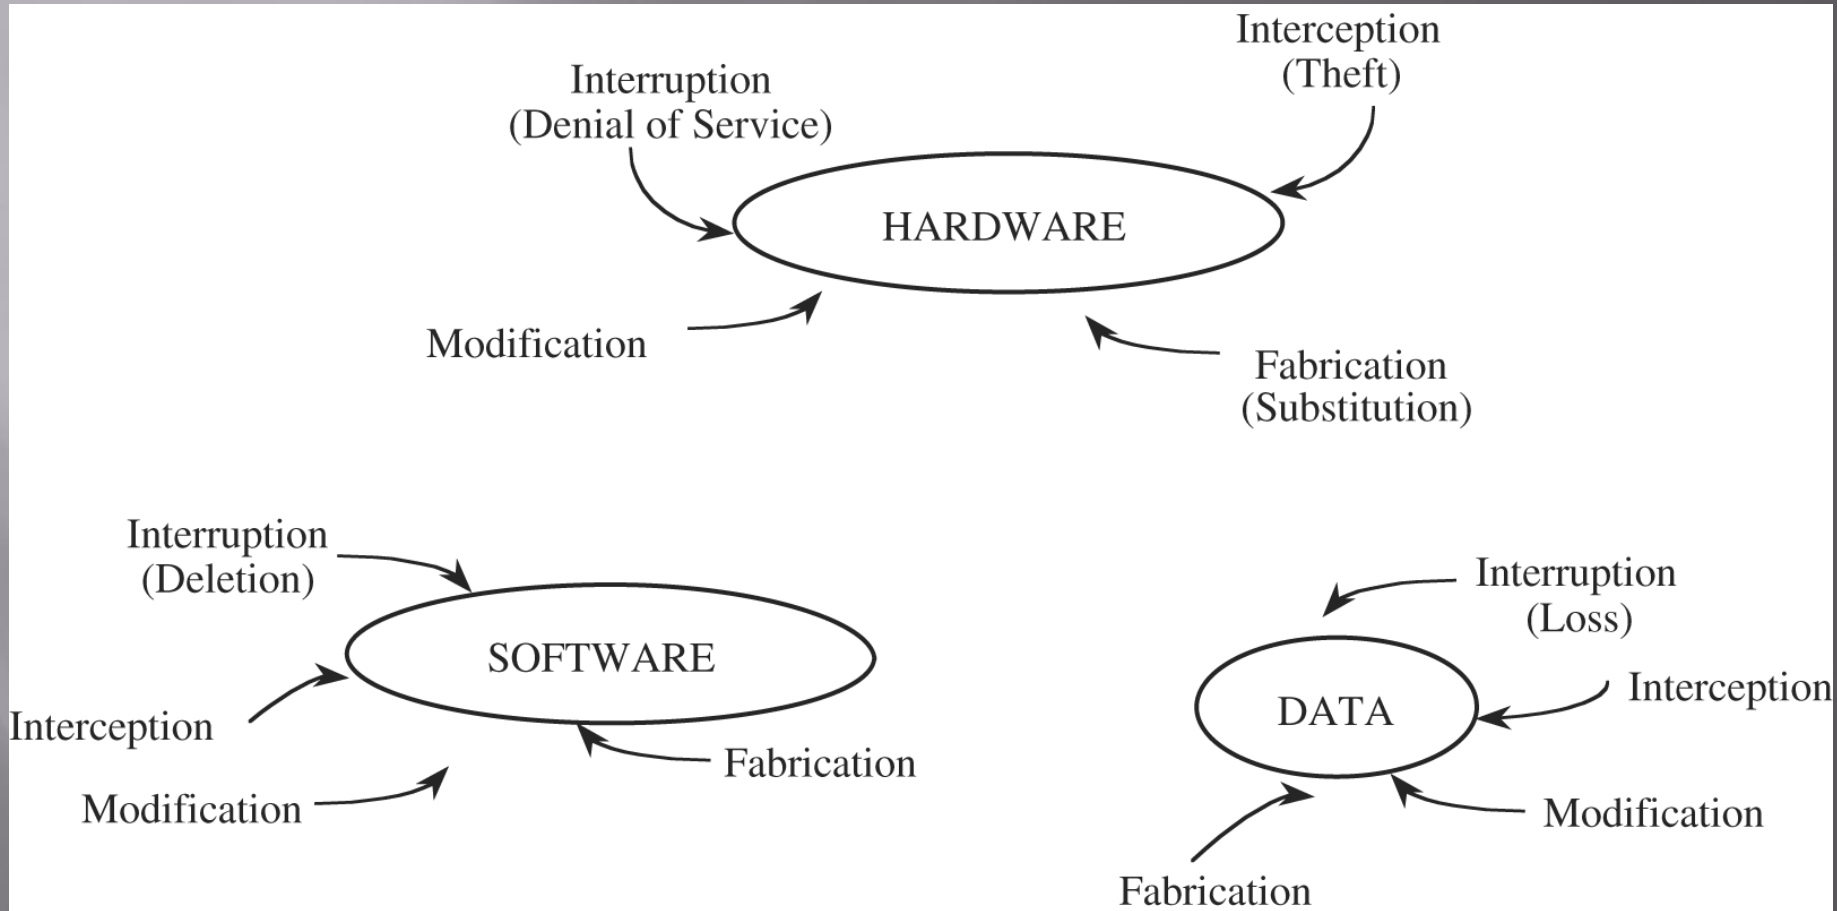 Interception
(Theft)
Interruption
(Denial of Service)
HARDWARE
Modification
Fabrication
(Substitution)
Interruption
(Deletion)
SOFTWARE
Interception
Modification
Fabrication
Interruption
(Loss)
Interception
DATA
Modification
Fabrication